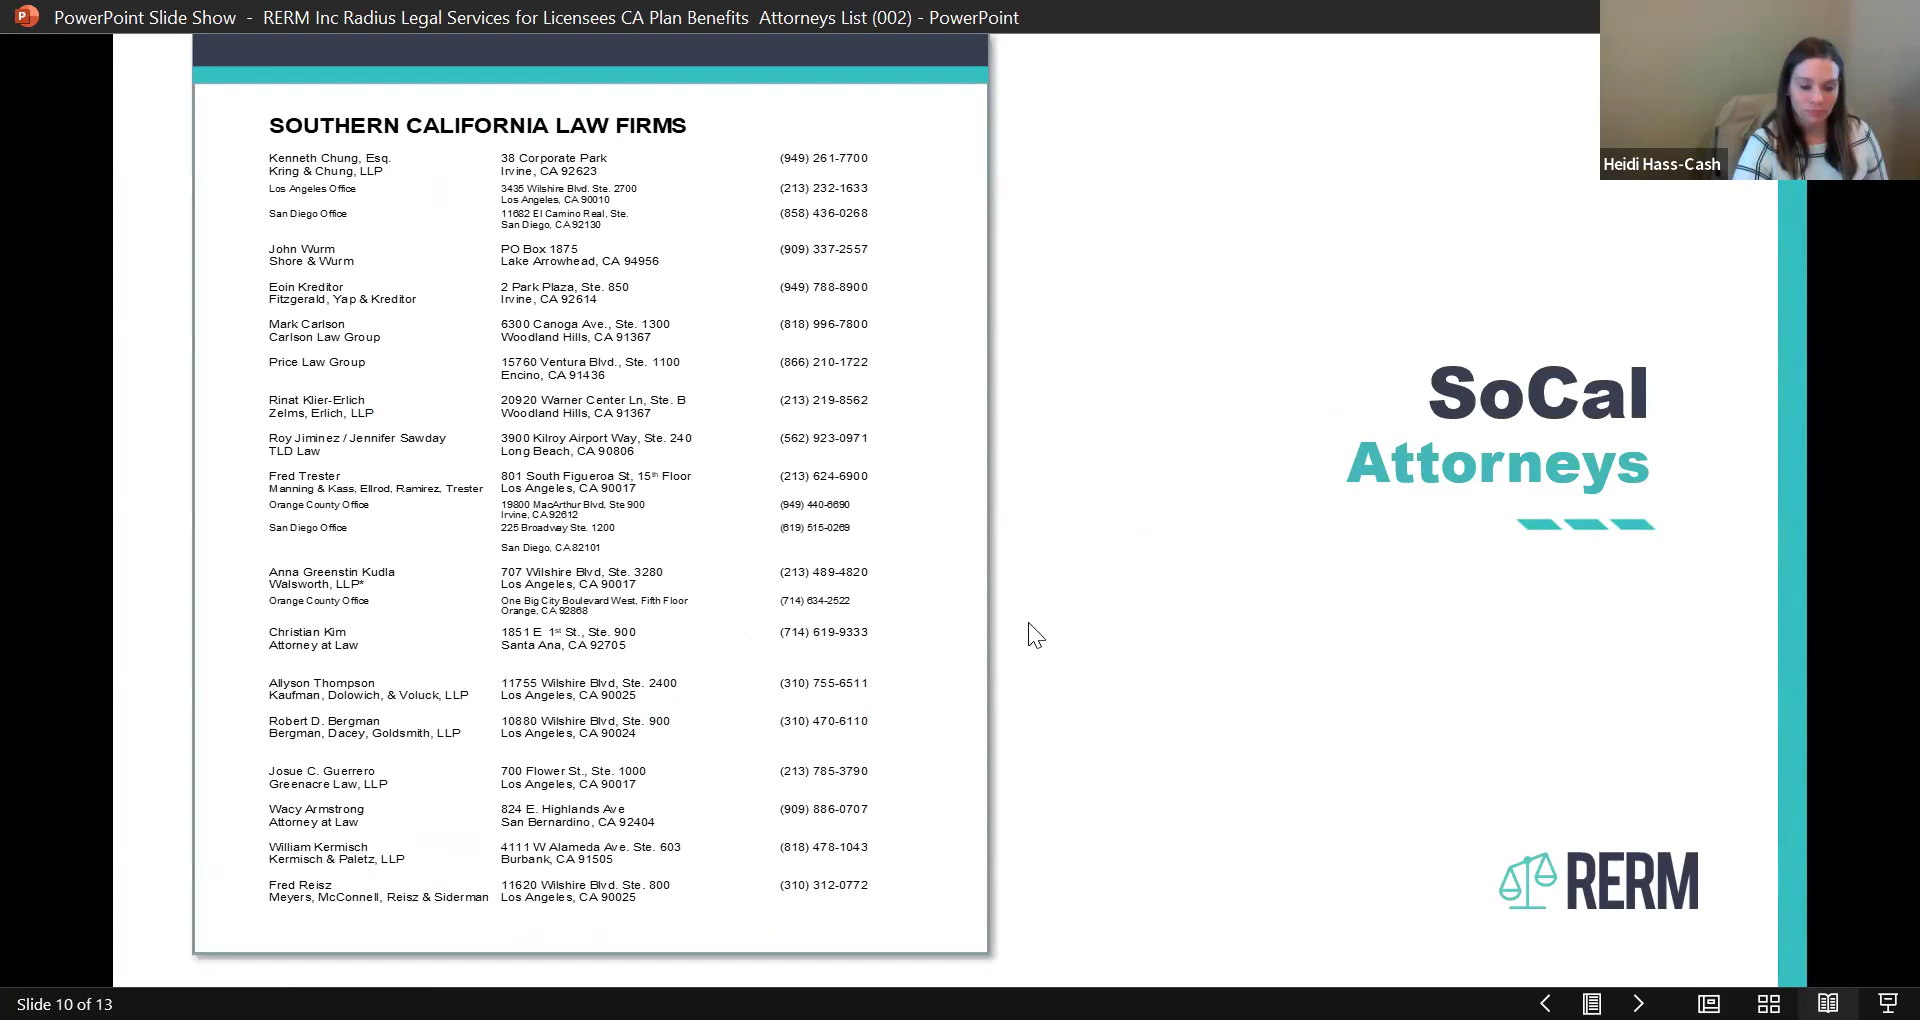 PowerPoint Slide Show - RERM Inc Radius Legal Services for Licensees CA Plan Benefits Attorneys List (002) - PowerPoint
Heidi Hass-Cash
SOUTHERN CALIFORNIA LAW FIRMS
Kenneth Chung, Esq. 38 Corporate Park (949) 261-7700
Kring & Chung, LLP Irvine, CA 92623
Los Angeles Office 3435 Wilshire Blvd. Ste. 2700 (213) 232-1633
Los Angeles, CA 90010
San Diego Office 11682 El Camino Real, Ste. (858) 436-0268
San Diego, CA 92130
John Wurm PO Box 1875 (909) 337-2557
Shore & Wurm Lake Arrowhead, CA 94956
Eoin Kreditor 2 Park Plaza, Ste. 850 (949) 788-8900
Fitzgerald, Yap & Kreditor Irvine, CA 92614
Mark Carlson 6300 Canoga Ave., Ste. 1300 (818) 996-7800
Carlson Law Group Woodland Hills, CA 91367
Price Law Group 15760 Ventura Blvd., Ste. 1100 (866) 210-1722
Encino, CA 91436
Rinat Klier-Erlich 20920 Warner Center Ln, Ste. B (213) 219-8562
Zelms, Erlich, LLP Woodland Hills, CA 91367
Roy Jiminez / Jennifer Sawday 3900 Kilroy Airport Way, Ste. 240 (562) 923-0971
TLD Law Long Beach, CA 90806
Fred Trester 801 South Figueroa St, 15th Floor (213) 624-6900
Manning & Kass, Ellrod, Ramirez, Trester Los Angeles, CA 90017
Orange County Office 19800 MacArthur Blvd, Ste 900 (949) 440-6690
Irvine, CA 92612
San Diego Office 225 Broadway Ste. 1200 (619) 515-0269
San Diego, CA 82101
Anna Greenstin Kudla 707 Wilshire Blvd, Ste. 3280 (213) 489-4820
Walsworth, LLP* Los Angeles, CA 90017
Orange County Office One Big City Boulevard West, Fifth Floor (714) 634-2522
Orange, CA 92868
Christian Kim 1851 E 1st St., Ste. 900 (714) 619-9333
Attorney at Law Santa Ana, CA 92705
Allyson Thompson 11755 Wilshire Blvd, Ste. 2400 (310) 755-6511
Kaufman, Dolowich, & Voluck, LLP Los Angeles, CA 90025
Robert D. Bergman 10880 Wilshire Blvd, Ste. 900 (310) 470-6110
Bergman, Dacey, Goldsmith, LLP Los Angeles, CA 90024
Josue C. Guerrero 700 Flower St., Ste. 1000 (213) 785-3790
Greenacre Law, LLP Los Angeles, CA 90017
Wacy Armstrong 824 E. Highlands Ave (909) 886-0707
Attorney at Law San Bernardino, CA 92404
William Kermisch 4111 W Alameda Ave. Ste. 603 (818) 478-1043
Kermisch & Paletz, LLP Burbank, CA 91505
Fred Reisz 11620 Wilshire Blvd. Ste. 800 (310) 312-0772
Meyers, McConnell, Reisz & Siderman Los Angeles, CA 90025
SoCal
Attorneys
RERM
Slide 10 of 13